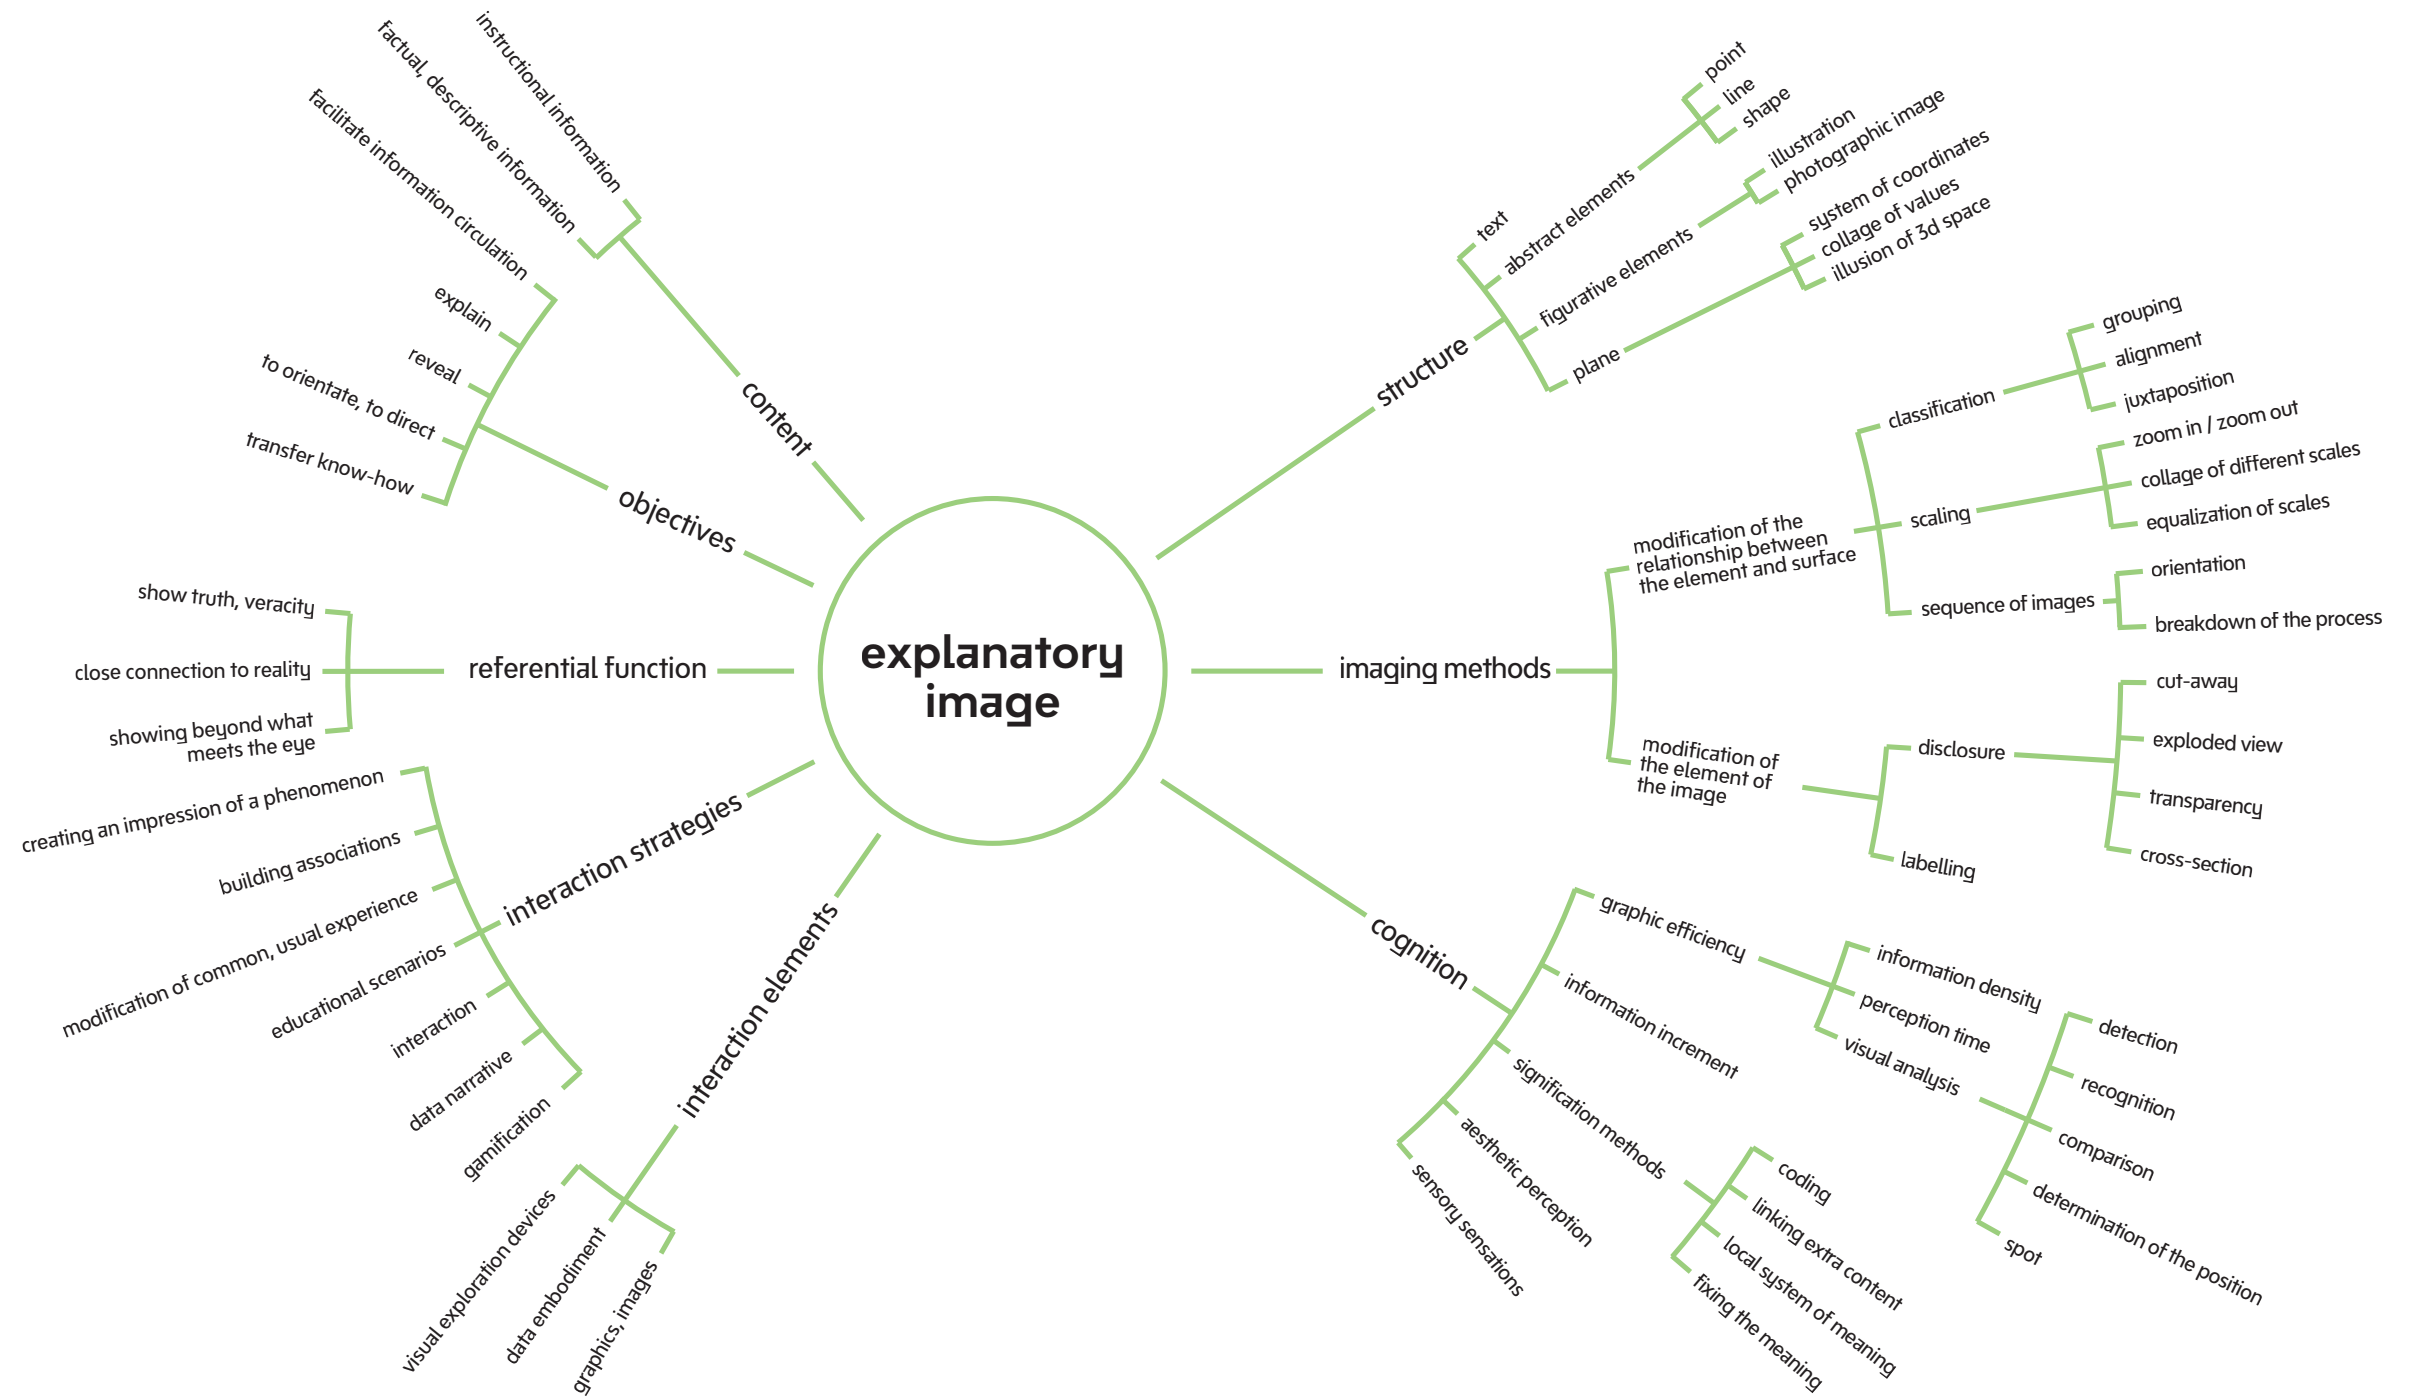 explanatory
image
content
instructional information
factual, descriptive information
objectives
facilitate information circulation
explain
reveal
to orientate, to direct
transfer know-how
referential function
show truth, veracity
close connection to reality
showing beyond what
meets the eye
interaction strategies
creating an impression of a phenomenon
building associations
modification of common, usual experience
educational scenarios
interaction
data narrative
gamification
interaction elements
visual exploration devices
data embodiment
graphics, images
structure
text
abstract elements
point
line
shape
figurative elements
illustration
photographic image
plane
system of coordinates
collage of values
illusion of 3d space
imaging methods
modification of the
relationship between
the element and surface
classification
grouping
alignment
juxtaposition
scaling
zoom in / zoom out
collage of different scales
equalization of scales
sequence of images
orientation
breakdown of the process
modification of
the element of
the image
disclosure
cut-away
exploded view
transparency
cross-section
labelling
cognition
graphic efficiency
information density
perception time
visual analysis
detection
recognition
comparison
determination of the position
spot
information increment
signification methods
coding
linking extra content
local system of meaning
fixing the meaning
aesthetic perception
sensory sensations